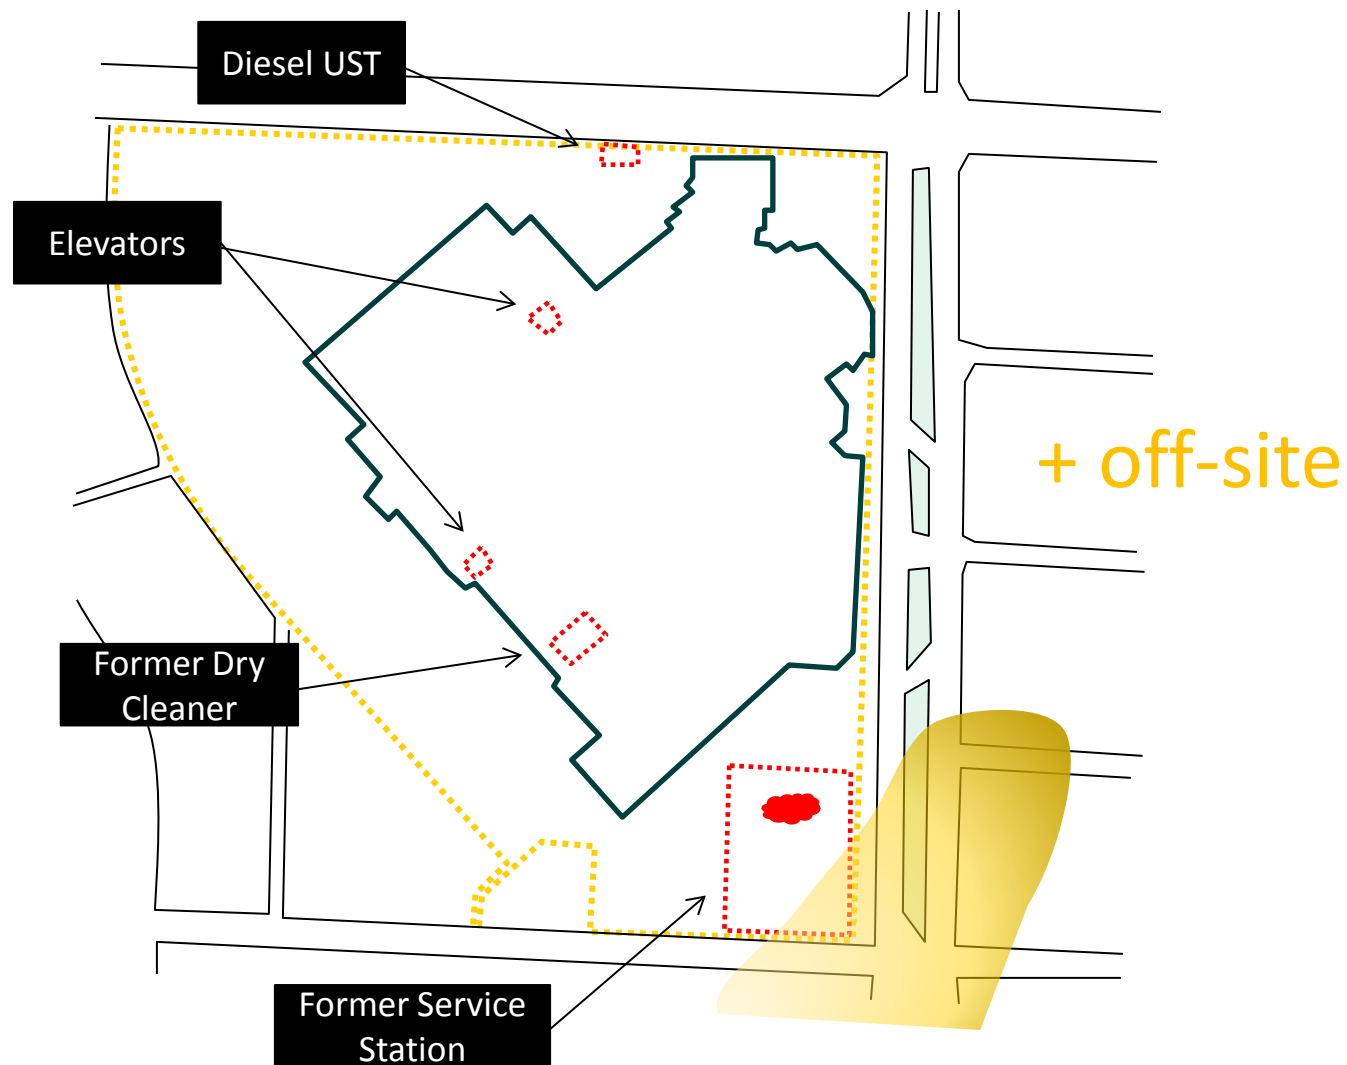 Diesel UST
Elevators
+ off-site
Former Dry
Cleaner
Former Service
Station